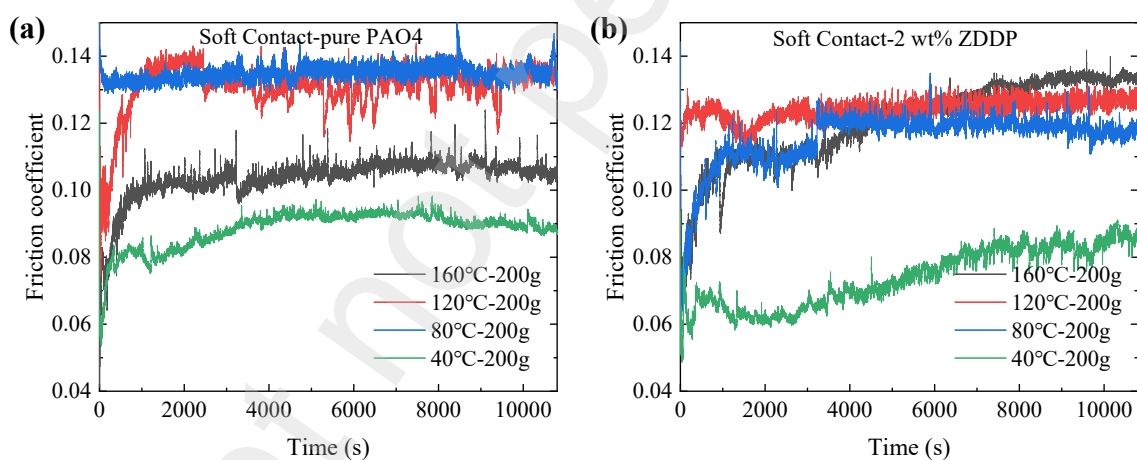 (a)
Soft Contact-pure PAO4
Friction coefficient
0.14
0.12
0.10
0.08
0.06
0.04
0
2000
4000
6000
8000
10000
Time (s)
160°C-200g
120°C-200g
80°C-200g
40°C-200g
(b)
Soft Contact-2 wt% ZDDP
Friction coefficient
0.14
0.12
0.10
0.08
0.06
0.04
0
2000
4000
6000
8000
10000
Time (s)
160°C-200g
120°C-200g
80°C-200g
40°C-200g
not